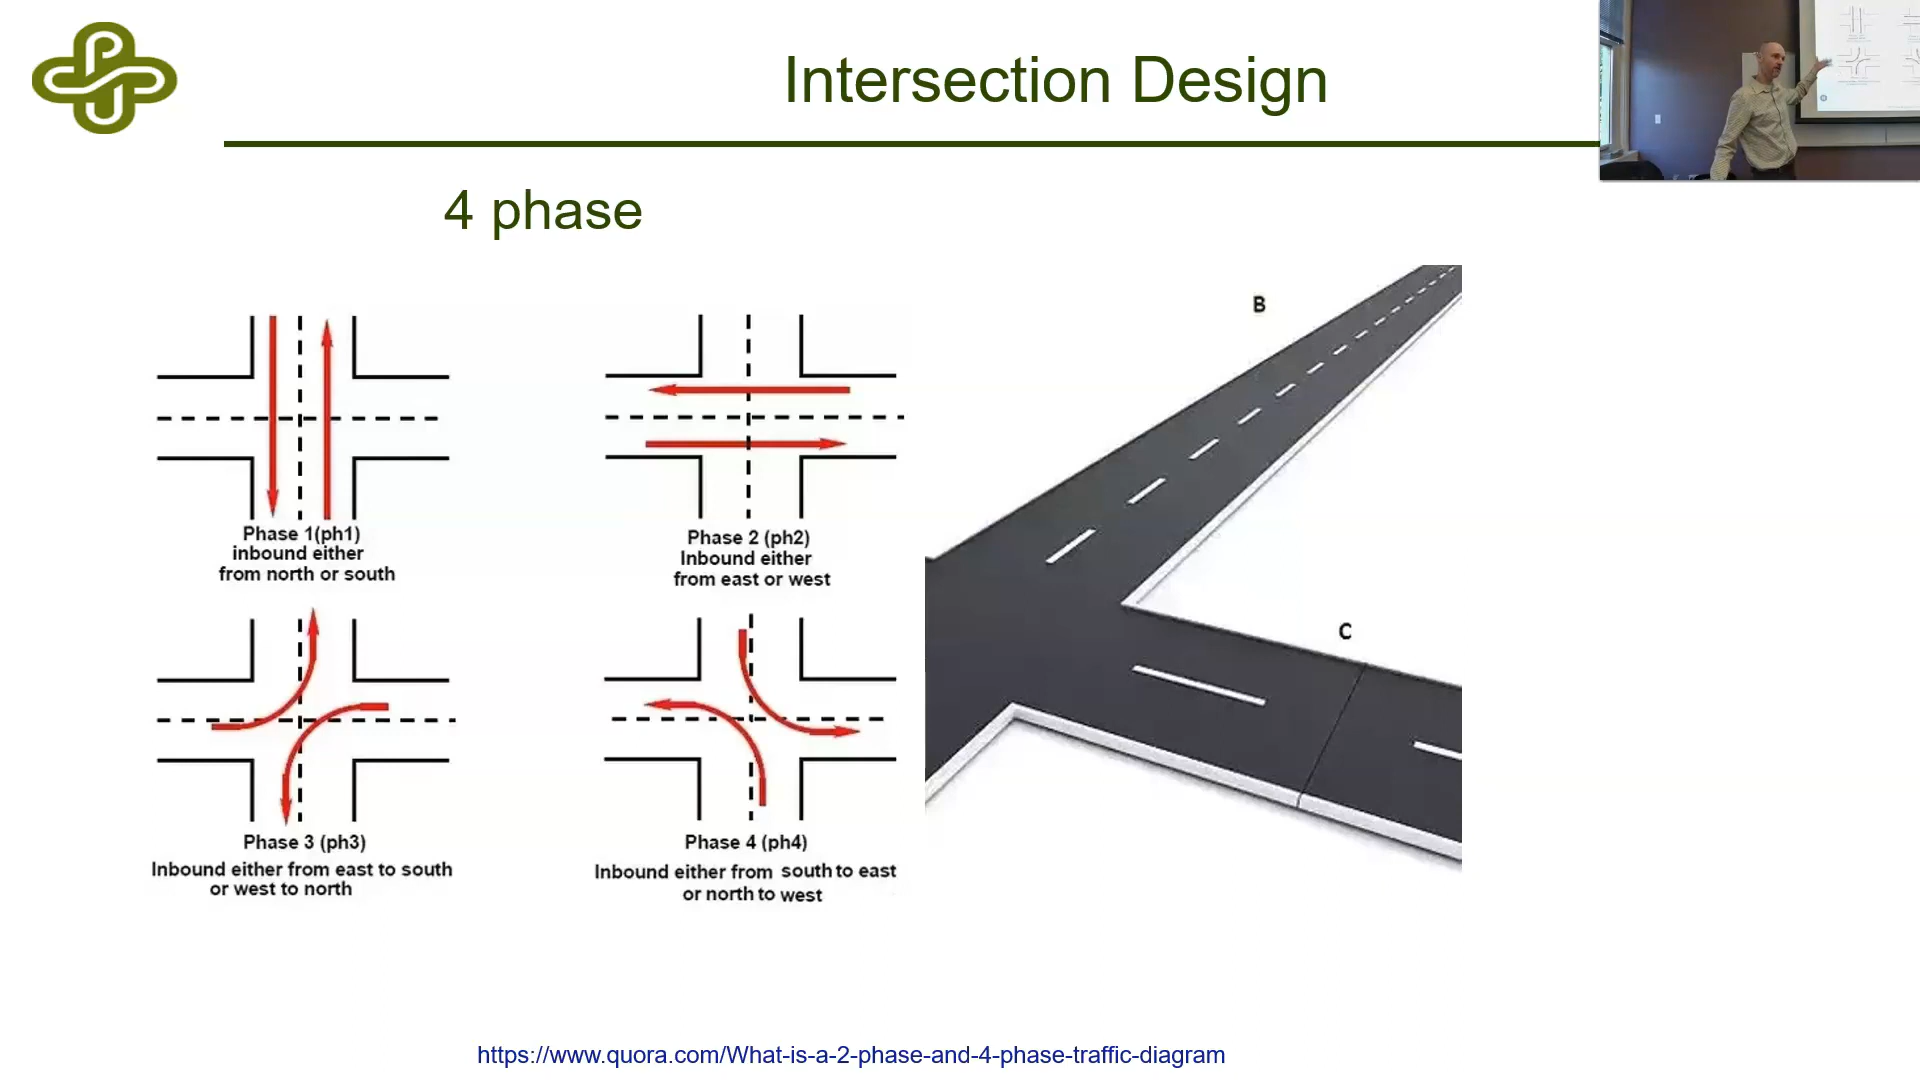 Intersection Design
4 phase
B
Phase 1(ph1)
inbound either
from north or south
Phase 2 (ph2)
Inbound either
from east or west
C
Phase 3 (ph3)
Inbound either from east to south
or west to north
Phase 4 (ph4)
Inbound either from south to east
or north to west
https://www.quora.com/What-is-a-2-phase-and-4-phase-traffic-diagram